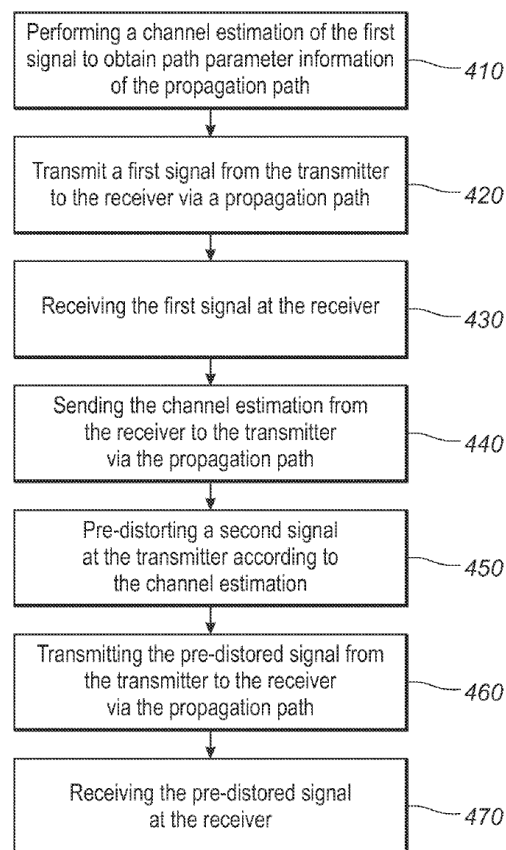 Performing a channel estimation of the first
signal to obtain path parameter information
of the propagation path
410
Transmit a first signal from the transmitter
to the receiver via a propagation path
420
Receiving the first signal at the receiver
430
Sending the channel estimation from
the receiver to the transmitter
via the propagation path
440
Pre-distorting a second signal
at the transmitter according to
the channel estimation
450
Transmitting the pre-distored signal from
the transmitter to the receiver
via the propagation path
460
Receiving the pre-distored signal
at the receiver
470